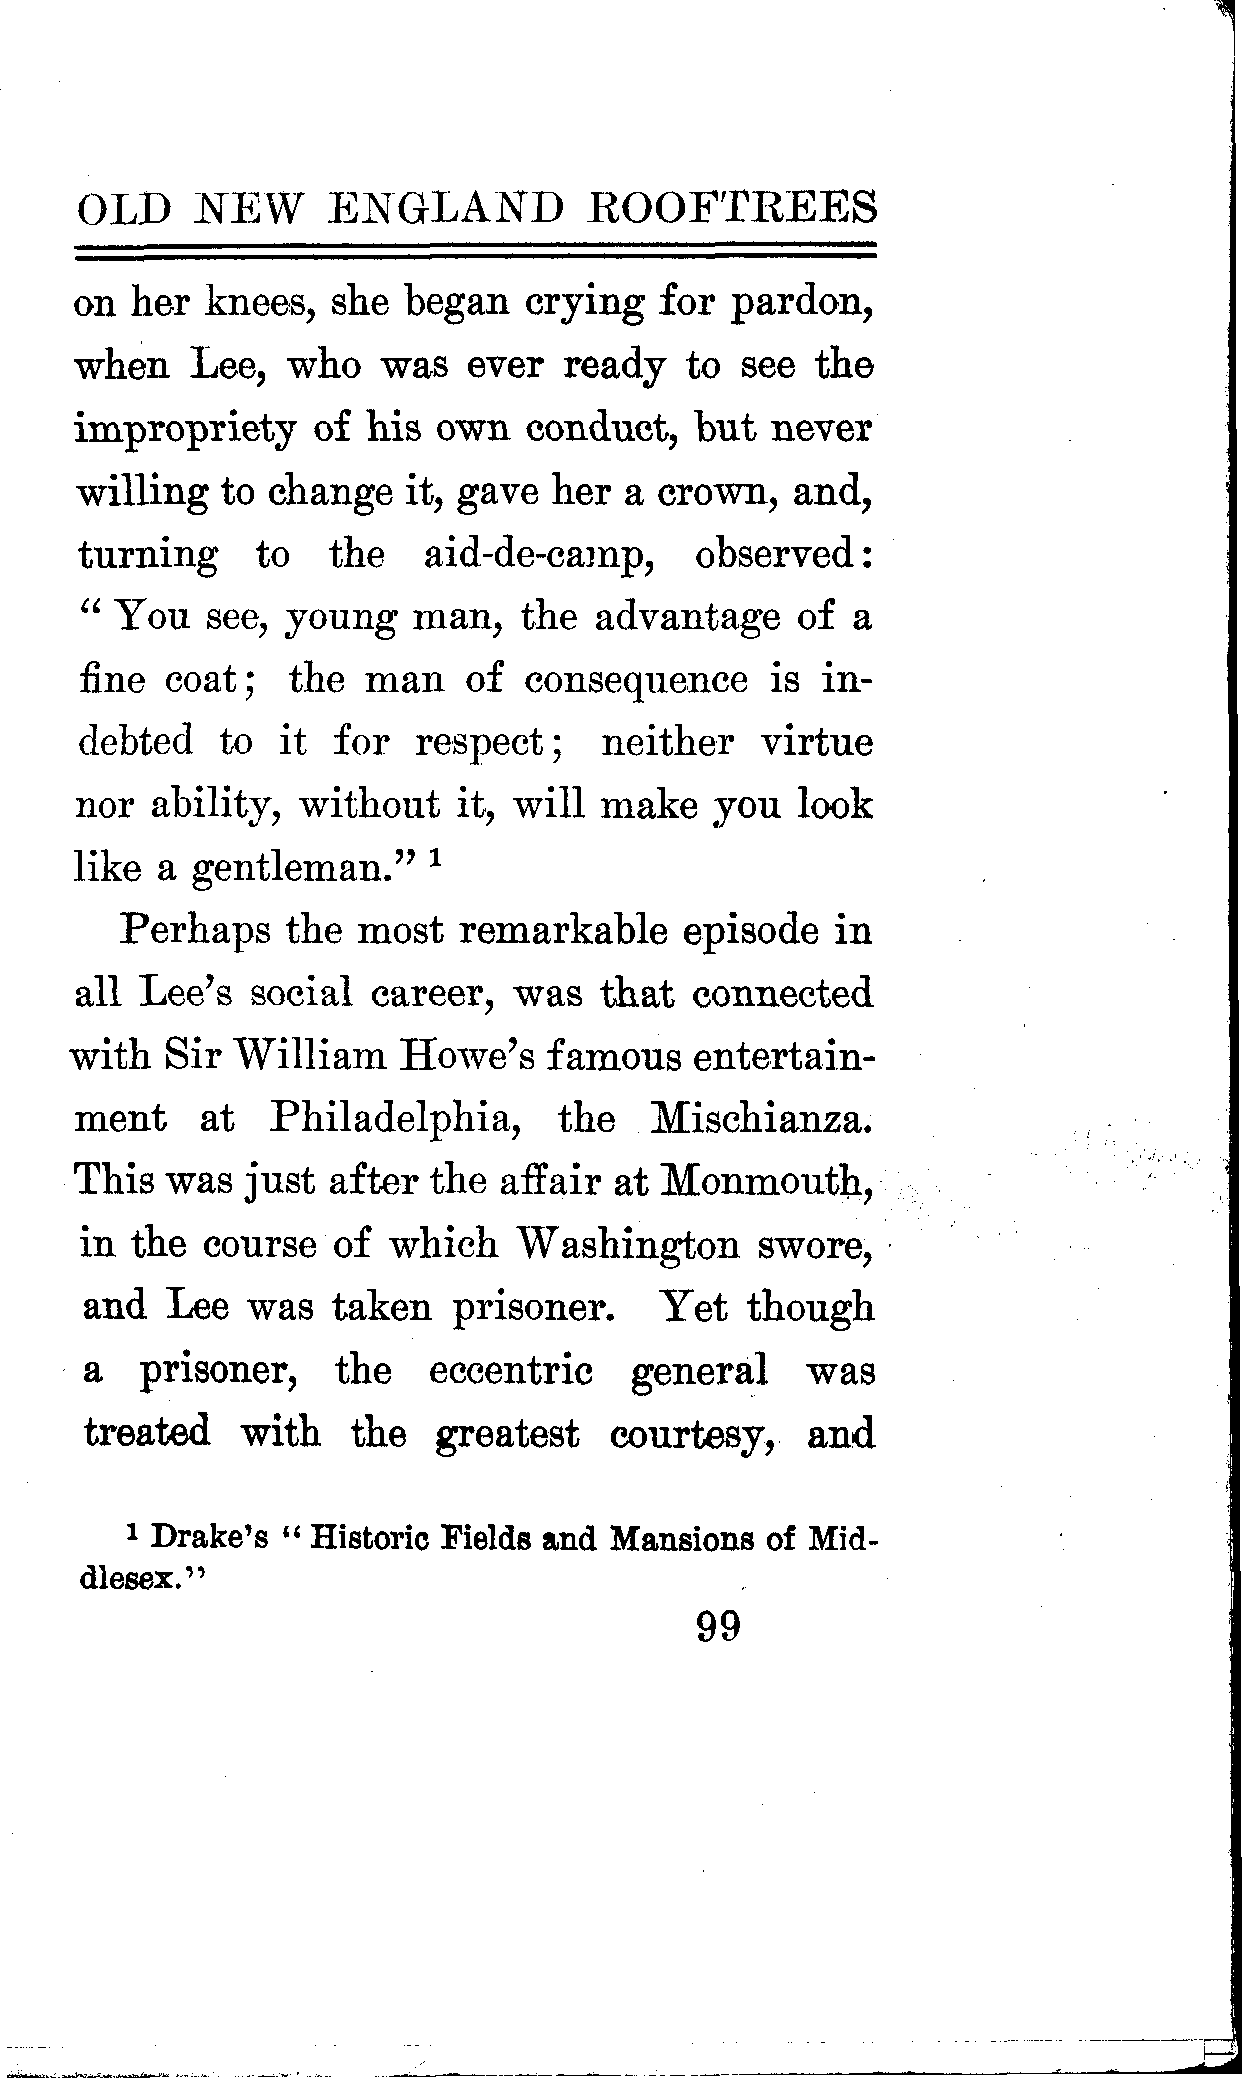 OLD NEW ENGLAND ROOFTREES
on her knees, she began crying for pardon,
when Lee, who was ever ready to see the
impropriety of his own conduct, but never
willing to change it, gave her a crown, and,
turning to the aid-de-camp, observed:
“ You see, young man, the advantage of a
fine coat; the man of consequence is in-
debted to it for respect; neither virtue
nor ability, without it, will make you look
like a gentleman.” ¹
Perhaps the most remarkable episode in
all Lee’s social career, was that connected
with Sir William Howe’s famous entertain-
ment at Philadelphia, the Mischianza.
This was just after the affair at Monmouth,
in the course of which Washington swore,
and Lee was taken prisoner. Yet though
a prisoner, the eccentric general was
treated with the greatest courtesy, and
¹ Drake’s “ Historic Fields and Mansions of Mid-
dlesex.”
99